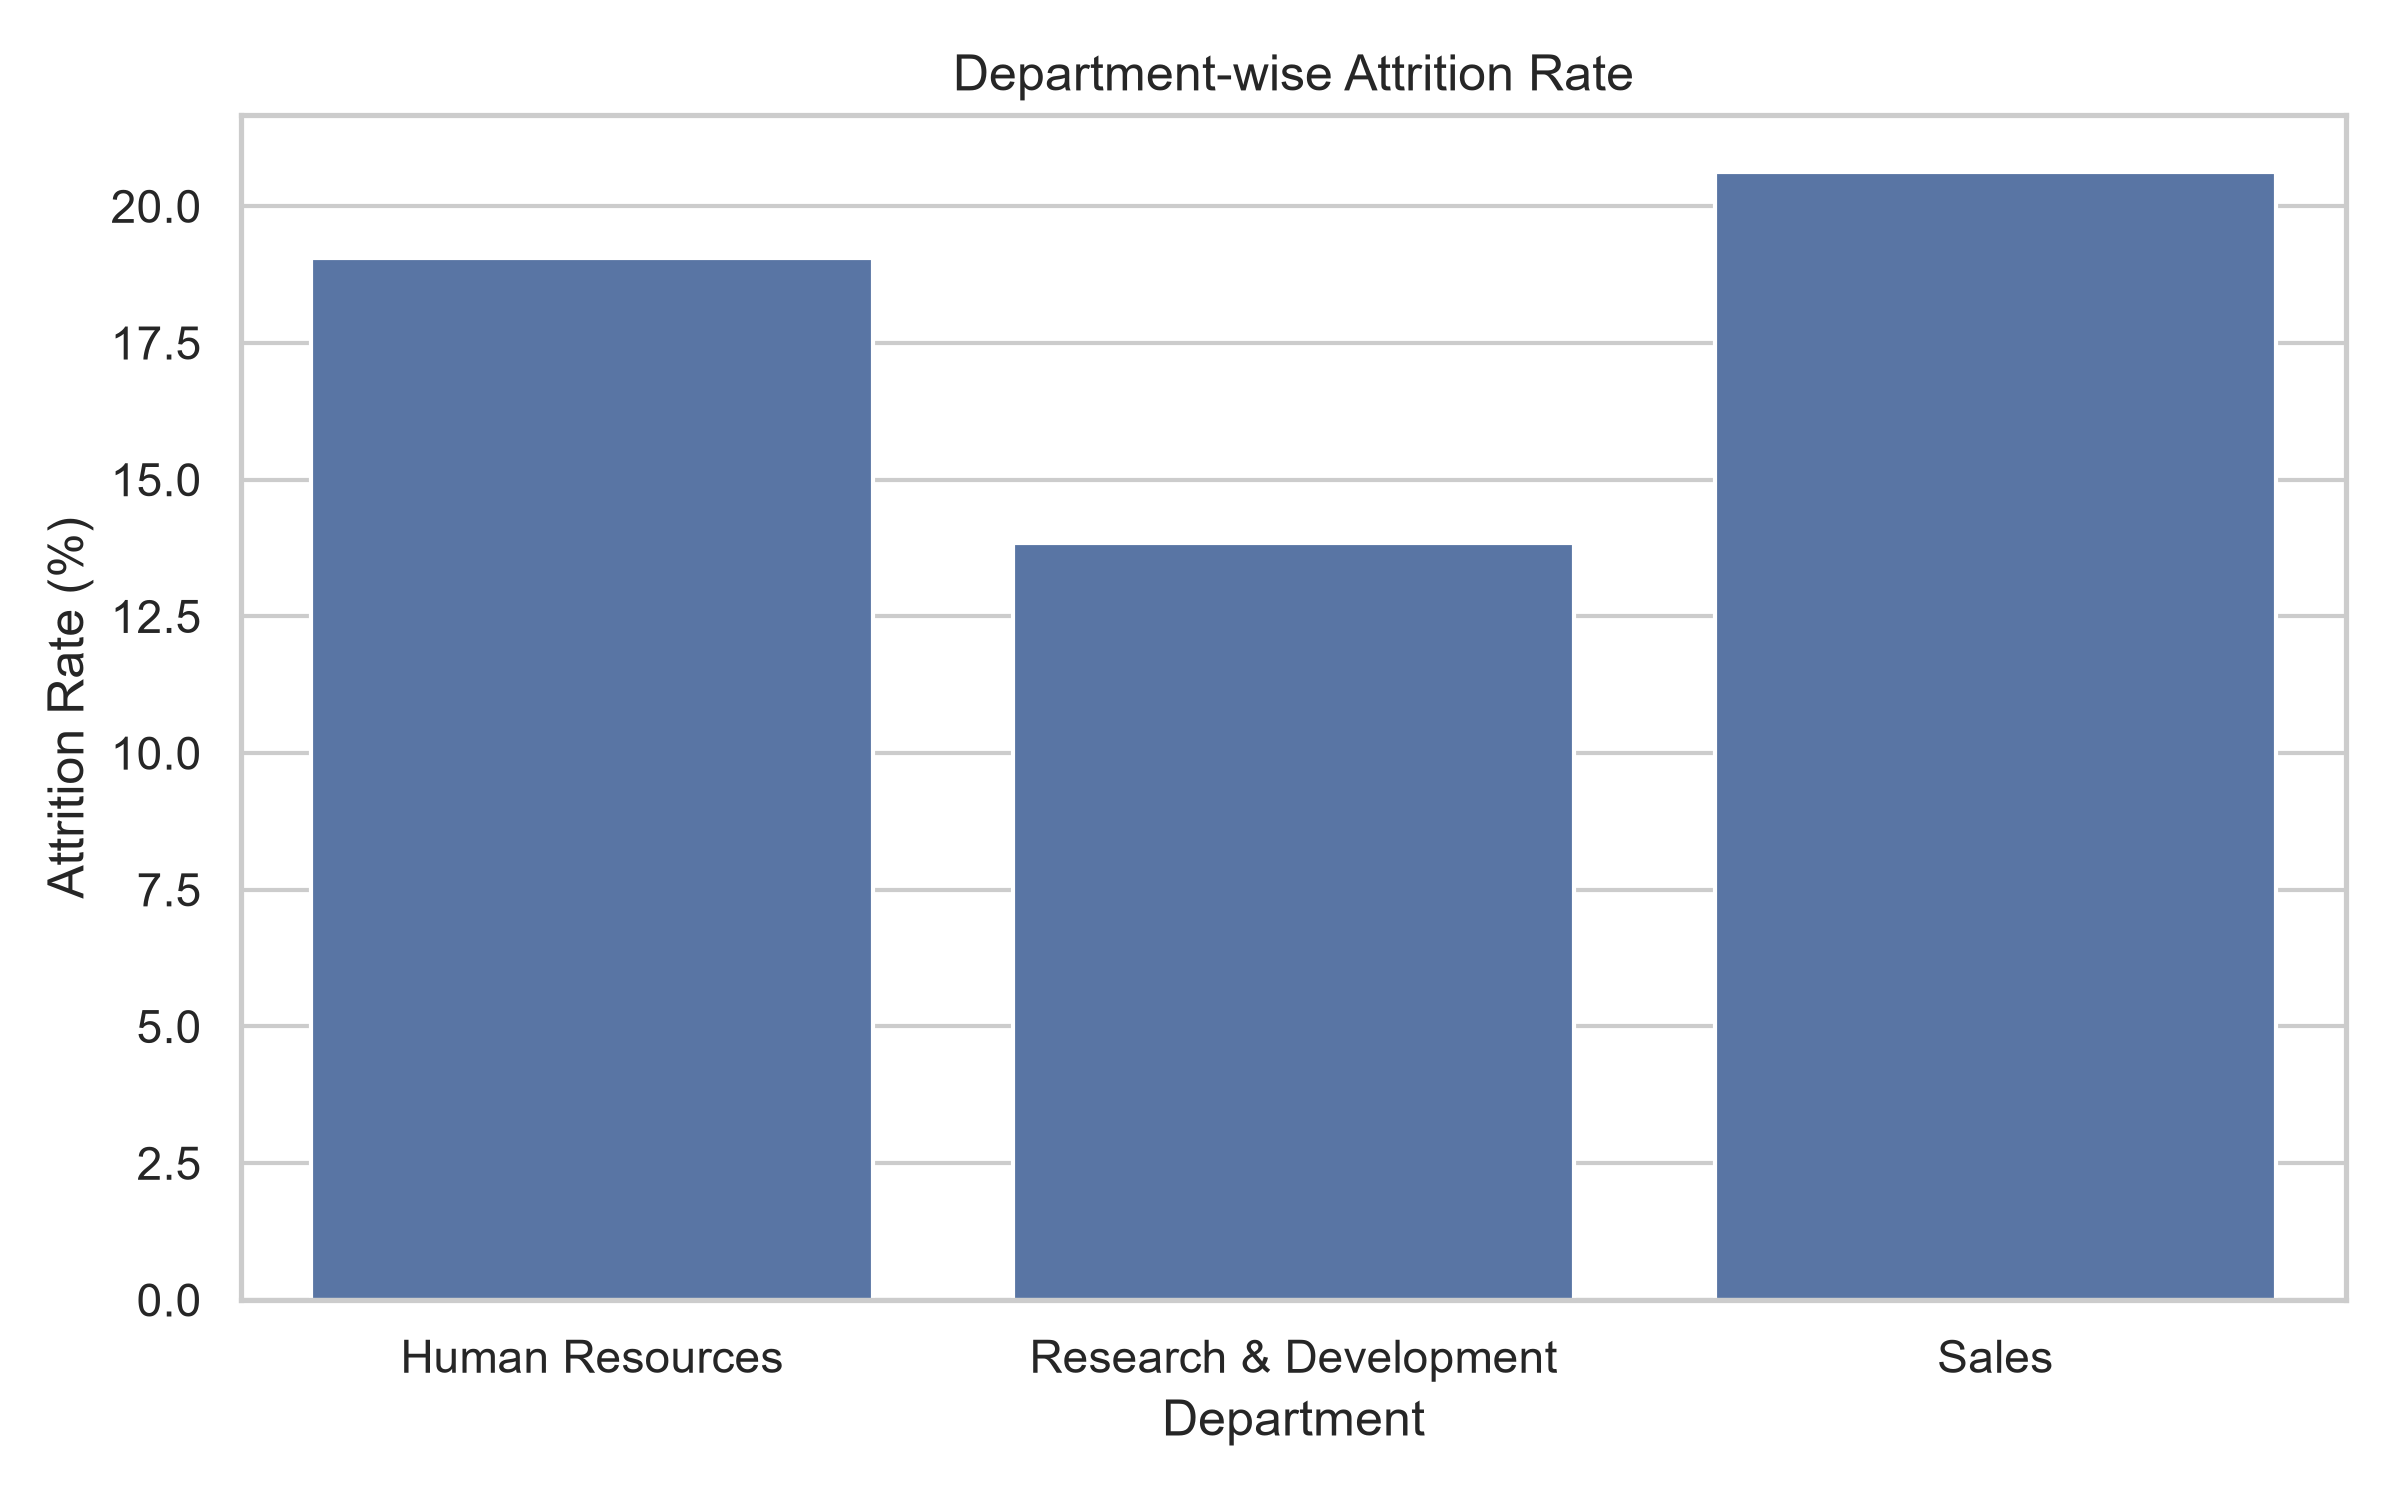 Department-wise Attrition Rate
20.0
17.5
15.0
12.5
10.0
7.5
5.0
2.5
0.0
Attrition Rate (%)
Human Resources
Research & Development
Sales
Department